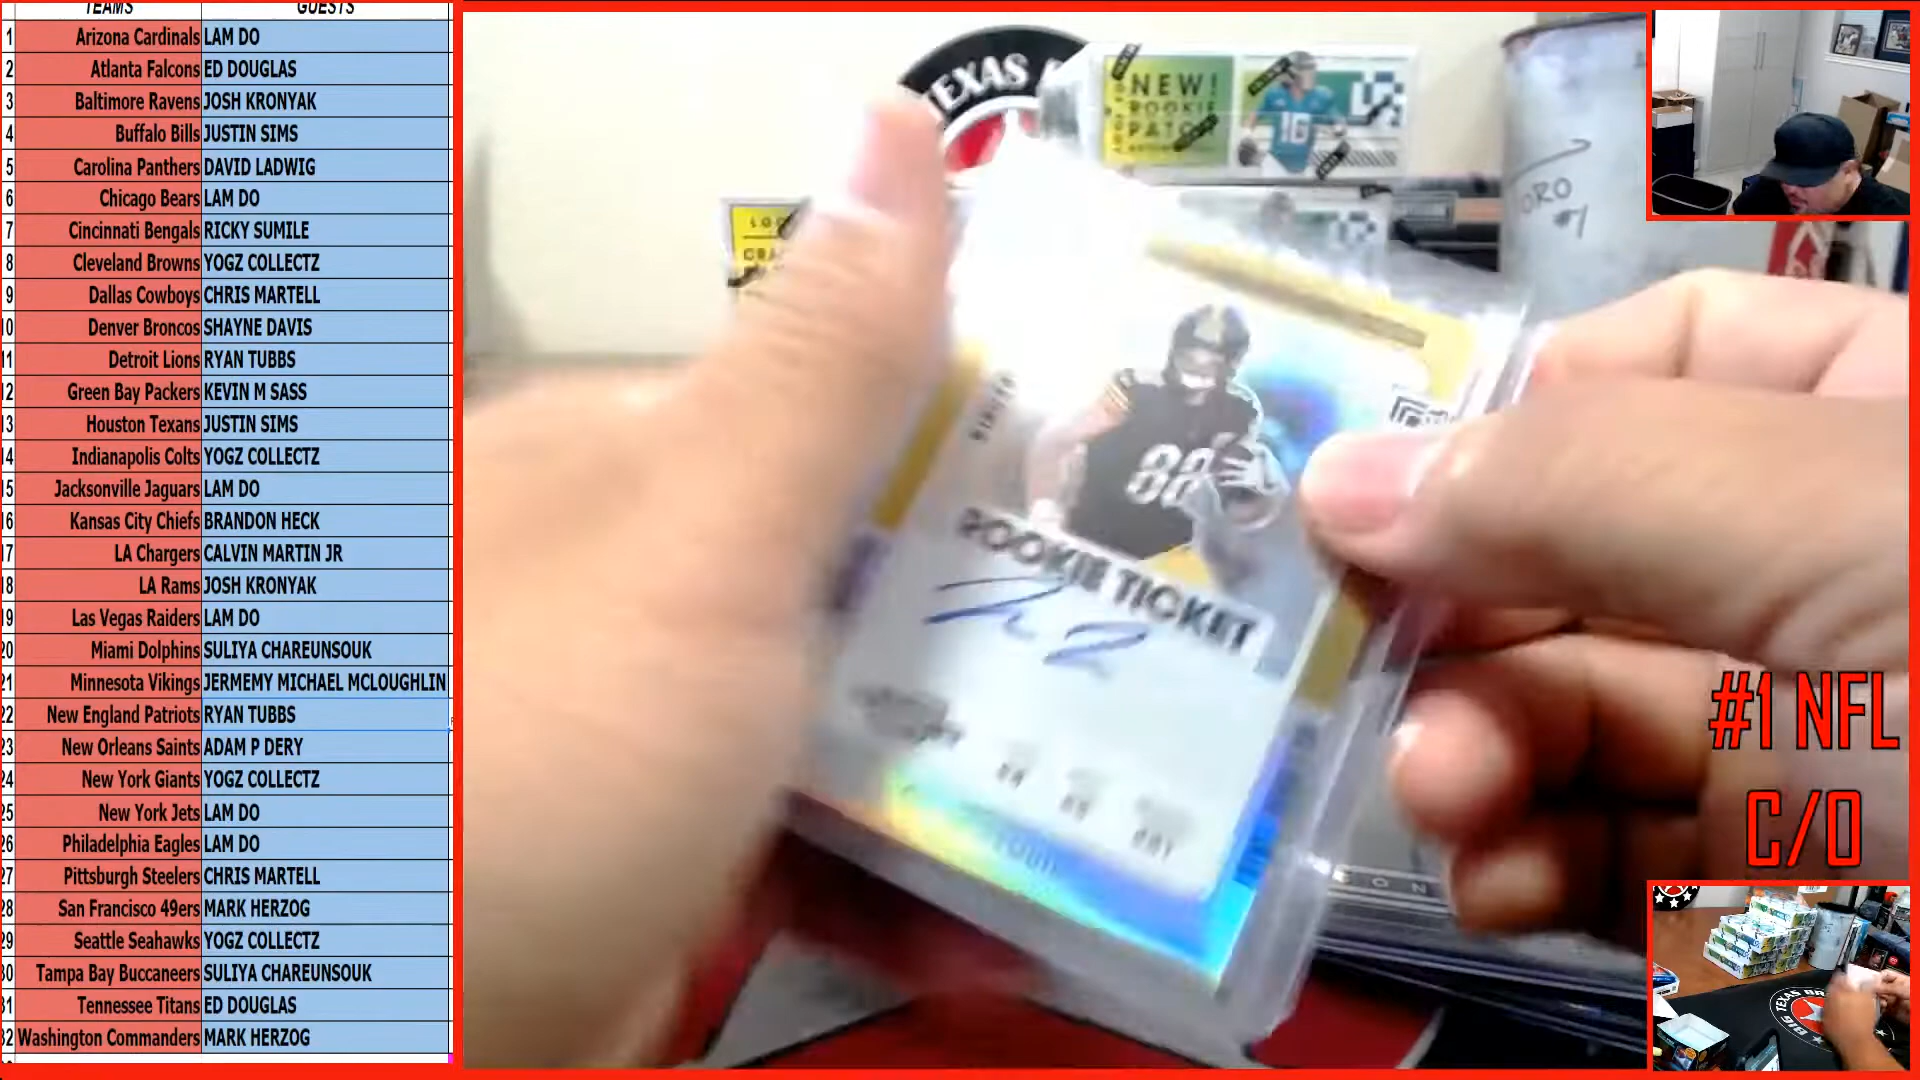 TEAMS GUESTS
1 Arizona Cardinals LAM DO
2 Atlanta Falcons ED DOUGLAS
3 Baltimore Ravens JOSH KRONYAK
4 Buffalo Bills JUSTIN SIMS
5 Carolina Panthers DAVID LADWIG
6 Chicago Bears LAM DO
7 Cincinnati Bengals RICKY SUMILE
8 Cleveland Browns YOGZ COLLECTZ
9 Dallas Cowboys CHRIS MARTELL
10 Denver Broncos SHAYNE DAVIS
11 Detroit Lions RYAN TUBBS
12 Green Bay Packers KEVIN M SASS
13 Houston Texans JUSTIN SIMS
14 Indianapolis Colts YOGZ COLLECTZ
15 Jacksonville Jaguars LAM DO
16 Kansas City Chiefs BRANDON HECK
17 LA Chargers CALVIN MARTIN JR
18 LA Rams JOSH KRONYAK
19 Las Vegas Raiders LAM DO
20 Miami Dolphins SULIYA CHAREUNSOUK
21 Minnesota Vikings JERMEMY MICHAEL MCLOUGHLIN
22 New England Patriots RYAN TUBBS
23 New Orleans Saints ADAM P DERY
24 New York Giants YOGZ COLLECTZ
25 New York Jets LAM DO
26 Philadelphia Eagles LAM DO
27 Pittsburgh Steelers CHRIS MARTELL
28 San Francisco 49ers MARK HERZOG
29 Seattle Seahawks YOGZ COLLECTZ
30 Tampa Bay Buccaneers SULIYA CHAREUNSOUK
31 Tennessee Titans ED DOUGLAS
32 Washington Commanders MARK HERZOG
TEXAS
NEW!
ROOKIE
PATCH
16
#1
88
ROOKIE TICKET
#1 NFL
C/O
BIG TEXAS